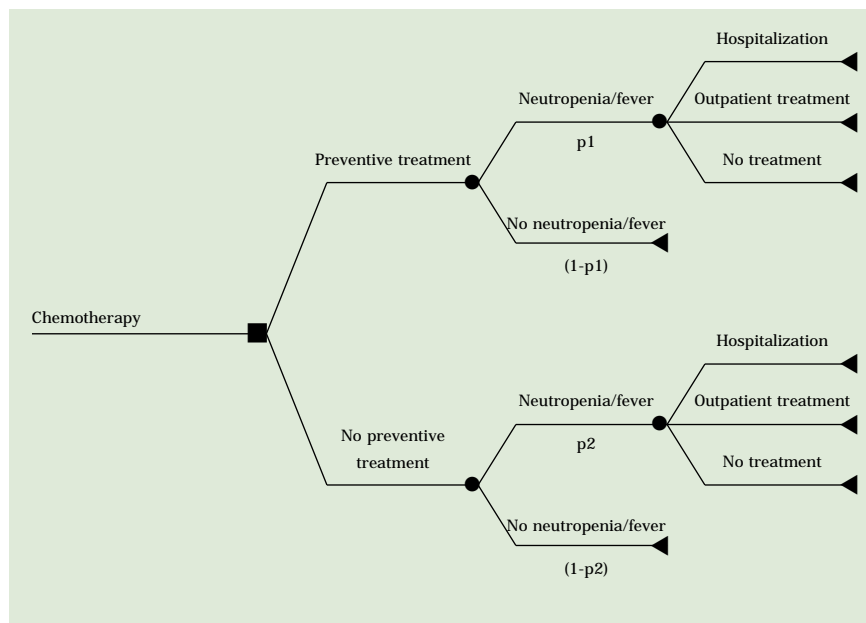 Hospitalization
Neutropenia/fever
Outpatient treatment
p1
Preventive treatment
No treatment
No neutropenia/fever
(1-p1)
Chemotherapy
Hospitalization
Neutropenia/fever
Outpatient treatment
No preventive
treatment
p2
No treatment
No neutropenia/fever
(1-p2)